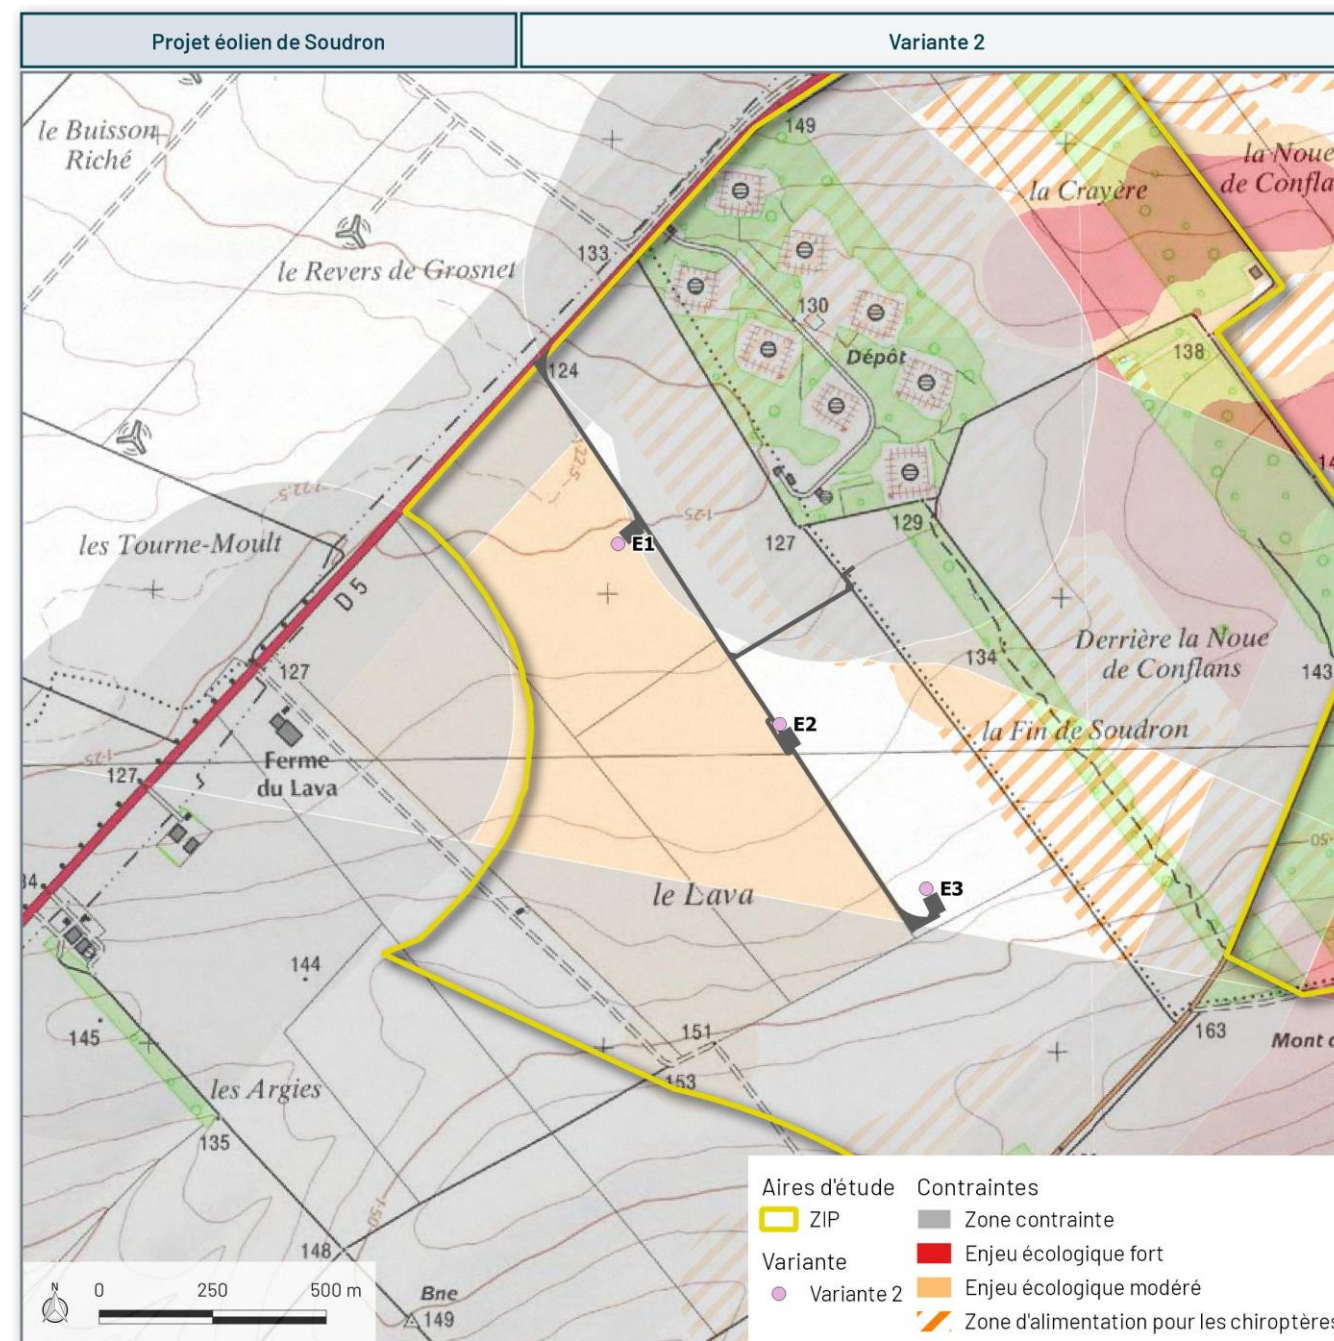 Projet éolien de Soudron
Variante 2
149
le Buisson
Riché
la Noue
de Confla
la Crayère
133
le Revers de Grosnet
130
138
124
Dépôt
129
127
les Tourne-Moult
E1
D 5
134
Derrière la Noue
de Conflans
143
127
E2
la Fin de Soudron
Ferme
du Lava
127
le Lava
E3
144
145
151
163
Mont d
153
les Argies
135
148
Bne
149
N
0 250 500 m
Aires d'étude
ZIP
Variante
Variante 2
Contraintes
Zone contrainte
Enjeu écologique fort
Enjeu écologique modéré
Zone d'alimentation pour les chiroptères